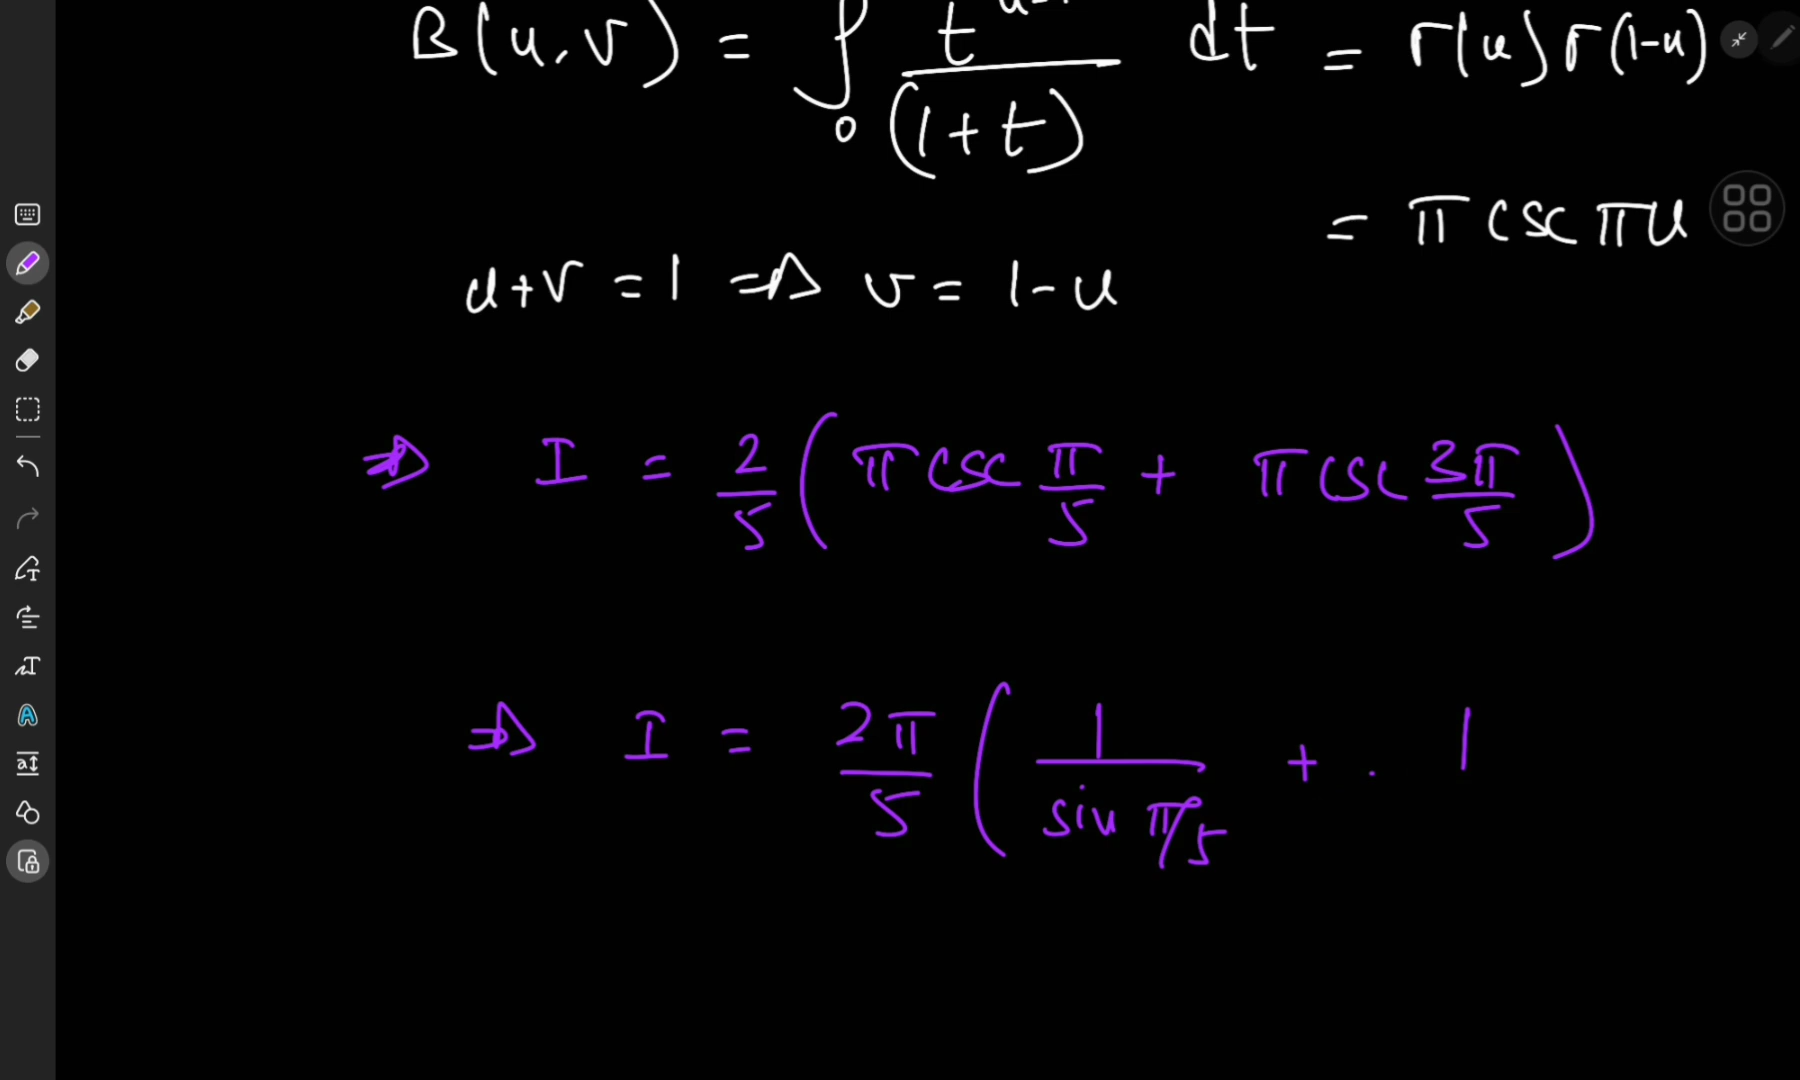 B(u,v) = ∫₀ t^(u-1)/(1+t) dt = Γ(u)Γ(1-u)
= π csc πu
u+v = 1 ⇒ v = 1-u
⇒ I = 2/5 (π csc π/5 + π csc 3π/5)
⇒ I = 2π/5 ( 1/(sin π/5) + . 1